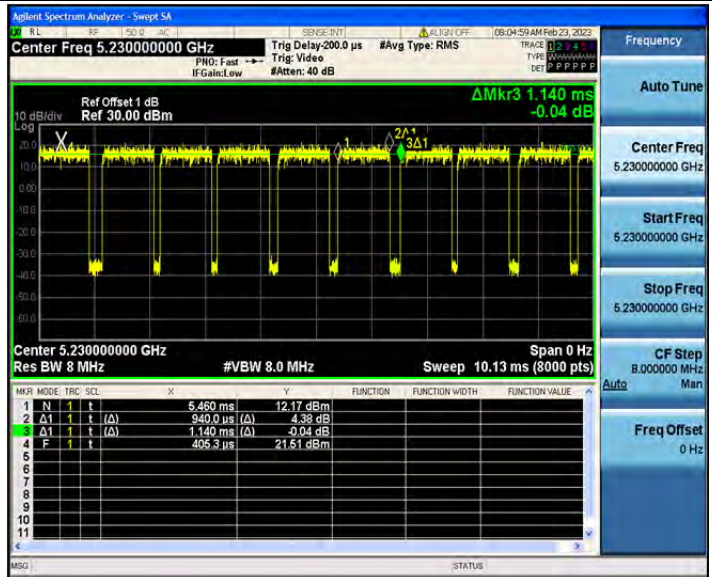 Agilent Spectrum Analyzer - Swept SA
RL RF 50 Ω AC SENSE:INT ALIGN OFF 08:04:59 AM Feb 23, 2023
Center Freq 5.230000000 GHz
PNO: Fast
IFGain:Low
Trig Delay-200.0 µs
Trig: Video
#Atten: 40 dB
#Avg Type: RMS
TRACE 1 2 3 4 5 6
TYPE
DET P P P P P P
Frequency
Auto Tune
Center Freq
5.230000000 GHz
Start Freq
5.230000000 GHz
Stop Freq
5.230000000 GHz
CF Step
8.000000 MHz
Auto Man
Freq Offset
0 Hz
ΔMkr3 1.140 ms
-0.04 dB
Ref Offset 1 dB
10 dB/div Ref 30.00 dBm
Log
20.0
10.0
0.00
-10.0
-20.0
-30.0
-40.0
-50.0
-60.0
X
1
2Δ1
3Δ1
Center 5.230000000 GHz Span 0 Hz
Res BW 8 MHz #VBW 8.0 MHz Sweep 10.13 ms (8000 pts)
MKR MODE TRC SCL X Y FUNCTION FUNCTION WIDTH FUNCTION VALUE
1 N 1 t 5.460 ms 12.17 dBm
2 Δ1 1 t (Δ) 940.0 µs (Δ) 4.38 dB
3 Δ1 1 t (Δ) 1.140 ms (Δ) -0.04 dB
4 F 1 t 405.3 µs 21.51 dBm
5
6
7
8
9
10
11
MSG STATUS